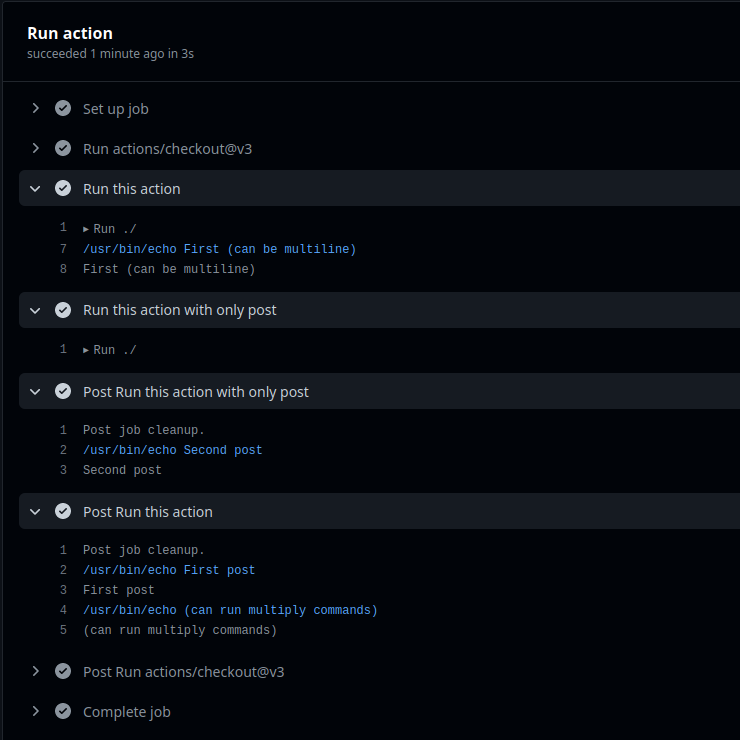 Run action
succeeded 1 minute ago in 3s
Set up job
Run actions/checkout@v3
Run this action
1 ▸ Run ./
7 /usr/bin/echo First (can be multiline)
8 First (can be multiline)
Run this action with only post
1 ▸ Run ./
Post Run this action with only post
1 Post job cleanup.
2 /usr/bin/echo Second post
3 Second post
Post Run this action
1 Post job cleanup.
2 /usr/bin/echo First post
3 First post
4 /usr/bin/echo (can run multiply commands)
5 (can run multiply commands)
Post Run actions/checkout@v3
Complete job